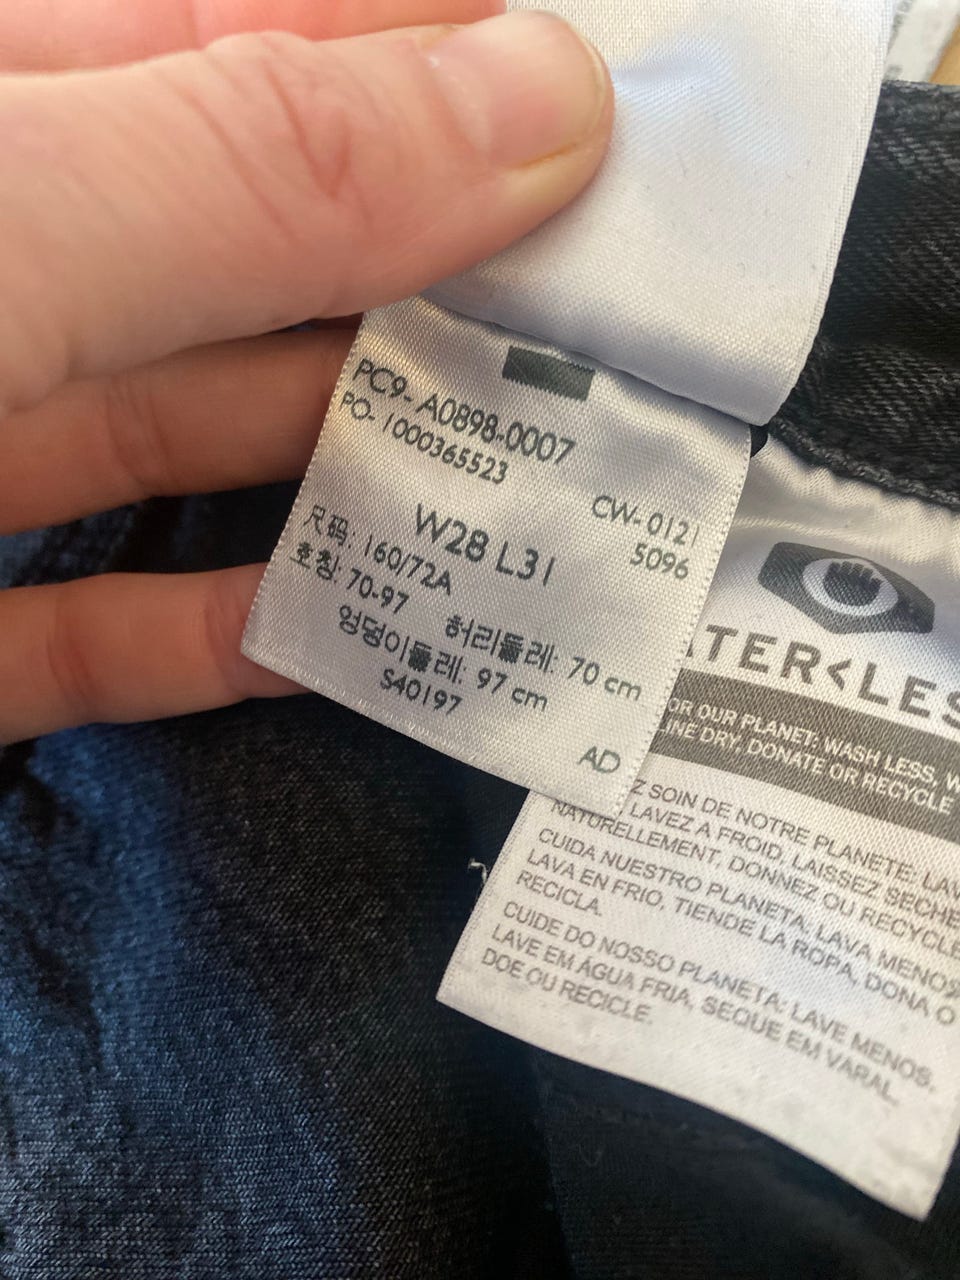 PC9- A0898-0007
PO- 1000365523
CW- 0121
5096
W28 L31
尺码: 160/72A
호칭: 70-97
허리둘레: 70 cm
엉덩이둘레: 97 cm
S40197
AD
TER<LES
OR OUR PLANET: WASH LESS, W
LINE DRY, DONATE OR RECYCLE
Z SOIN DE NOTRE PLANÈTE: LAV
LAVEZ A FROID, LAISSEZ SÉCHE
NATURELLEMENT, DONNEZ OU RECYCLE
CUIDA NUESTRO PLANETA. LAVA MENOS
LAVA EN FRIO, TIENDE LA ROPA, DONA O
RECICLA.
CUIDE DO NOSSO PLANETA: LAVE MENOS.
LAVE EM ÁGUA FRIA, SEQUE EM VARAL.
DOE OU RECICLE.